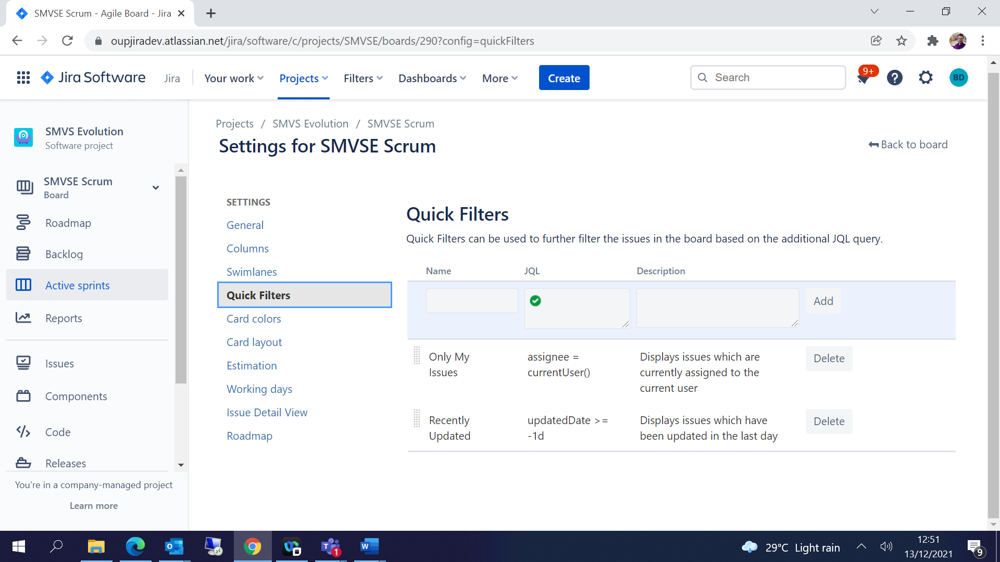 SMVSE Scrum - Agile Board - Jira
oupjiradev.atlassian.net/jira/software/c/projects/SMVSE/boards/290?config=quickFilters
Jira Software
Jira
Your work
Projects
Filters
Dashboards
More
Create
Search
9+
BD
SMVS Evolution
Software project
SMVSE Scrum
Board
Roadmap
Backlog
Active sprints
Reports
Issues
Components
Code
Releases
You're in a company-managed project
Learn more
Projects / SMVS Evolution / SMVSE Scrum
Settings for SMVSE Scrum
Back to board
SETTINGS
General
Columns
Swimlanes
Quick Filters
Card colors
Card layout
Estimation
Working days
Issue Detail View
Roadmap
Quick Filters
Quick Filters can be used to further filter the issues in the board based on the additional JQL query.
Name JQL Description
Add
Only My
Issues
assignee =
currentUser()
Displays issues which are
currently assigned to the
current user
Delete
Recently
Updated
updatedDate >=
-1d
Displays issues which have
been updated in the last day
Delete
29°C Light rain
12:51
13/12/2021
9
1